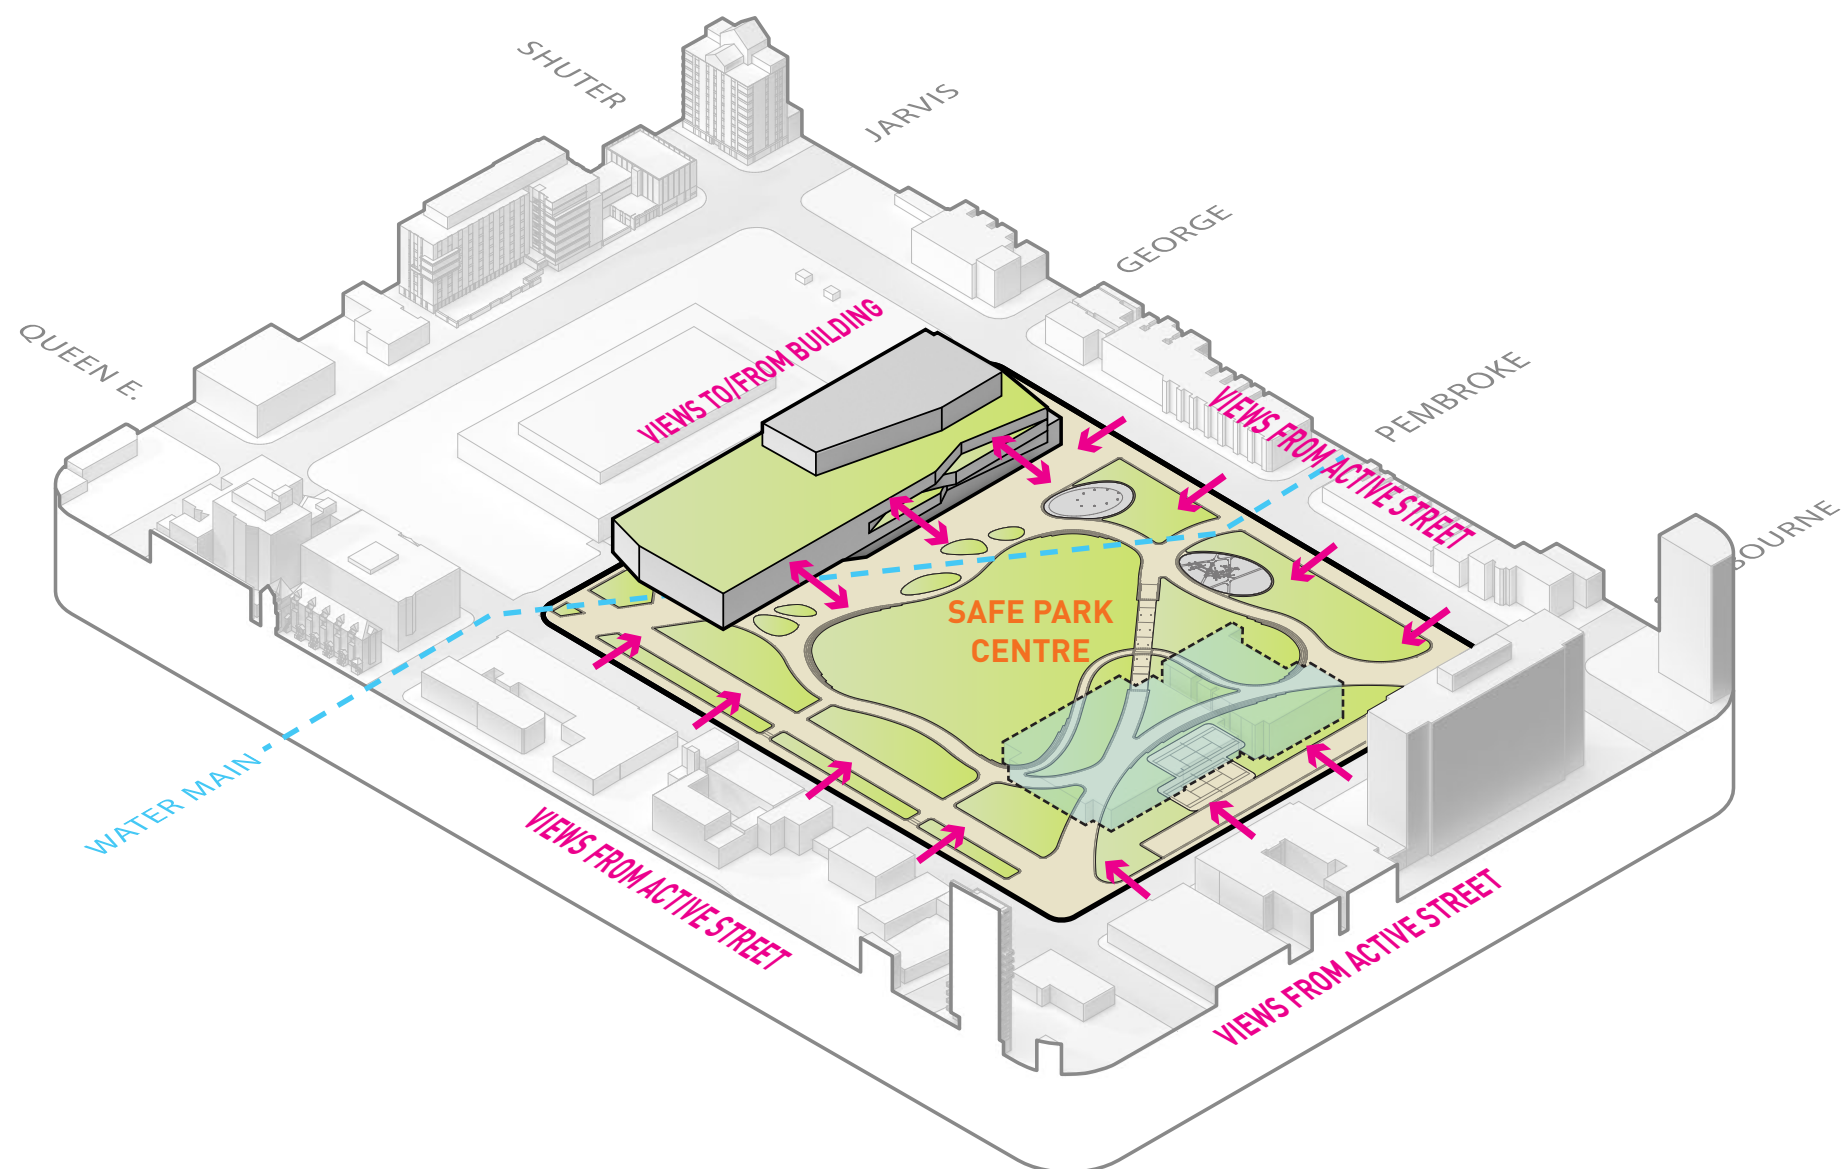 SHUTER
JARVIS
GEORGE
QUEEN E.
PEMBROKE
VIEWS TO/FROM BUILDING
VIEWS FROM ACTIVE STREET
BOURNE
SAFE PARK
CENTRE
WATER MAIN
VIEWS FROM ACTIVE STREET
VIEWS FROM ACTIVE STREET